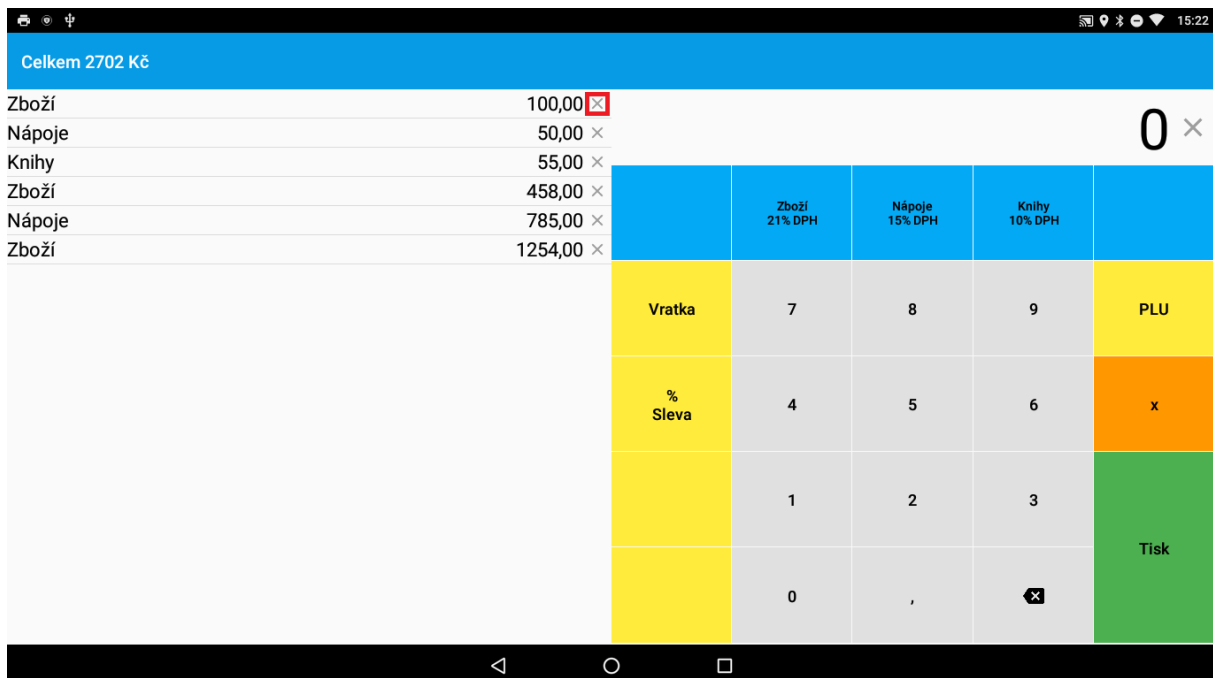 15:22
Celkem 2702 Kč
Zboží 100,00
Nápoje 50,00
Knihy 55,00
Zboží 458,00
Nápoje 785,00
Zboží 1254,00
0
Zboží
21% DPH
Nápoje
15% DPH
Knihy
10% DPH
Vratka 7 8 9 PLU
%
Sleva
4 5 6 x
1 2 3
Tisk
0 ,